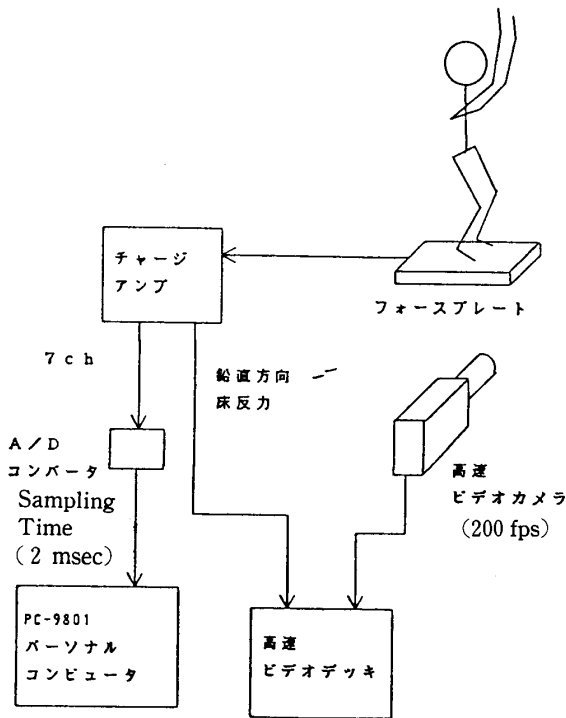 チャージ
アンプ
フォースプレート
7ch
鉛直方向
床反力
A/D
コンバータ
Sampling
Time
(2 msec)
高速
ビデオカメラ
(200 fps)
PC-9801
パーソナル
コンピュータ
高速
ビデオデッキ